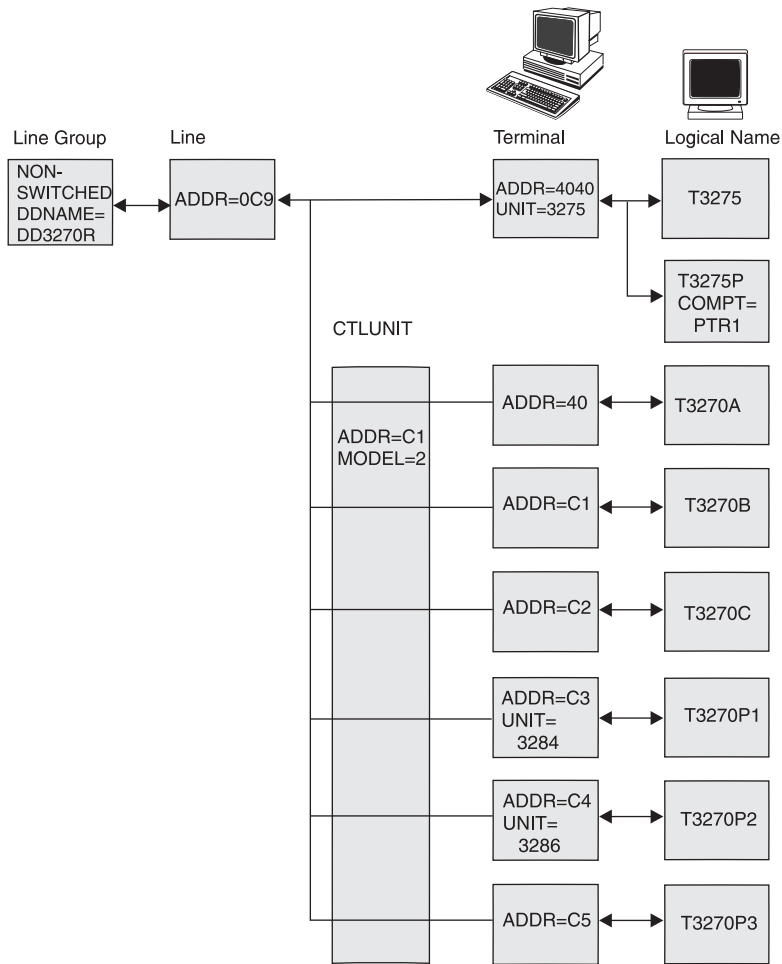 Line Group
Line
Terminal
Logical Name
NON-
SWITCHED
DDNAME=
DD3270R
ADDR=0C9
ADDR=4040
UNIT=3275
T3275
T3275P
COMPT=
PTR1
CTLUNIT
ADDR=C1
MODEL=2
ADDR=40
T3270A
ADDR=C1
T3270B
ADDR=C2
T3270C
ADDR=C3
UNIT=
3284
T3270P1
ADDR=C4
UNIT=
3286
T3270P2
ADDR=C5
T3270P3